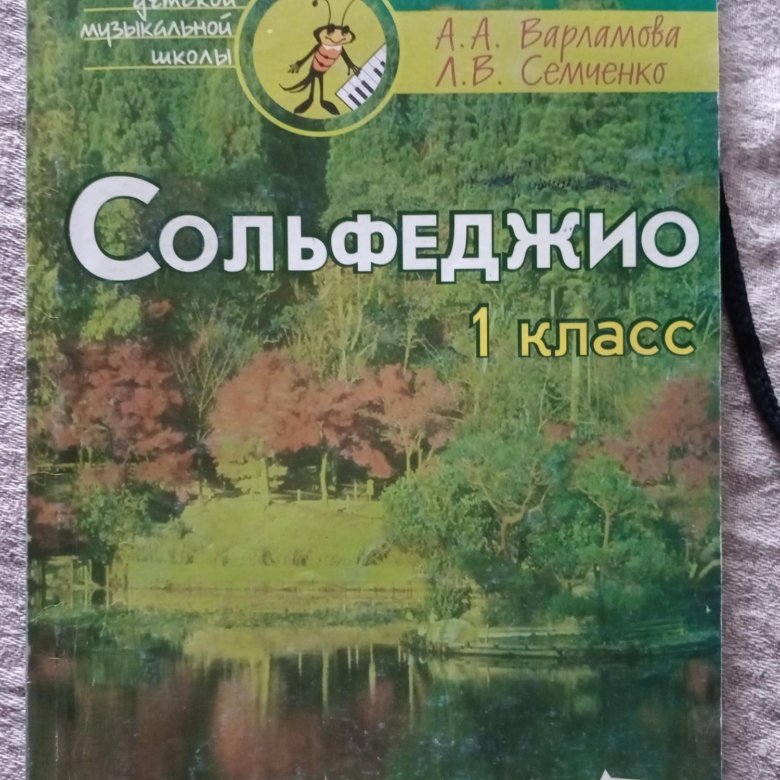 детской
музыкальной
школы
А. А. Варламова
Л. В. Семченко
Сольфеджио
1 класс